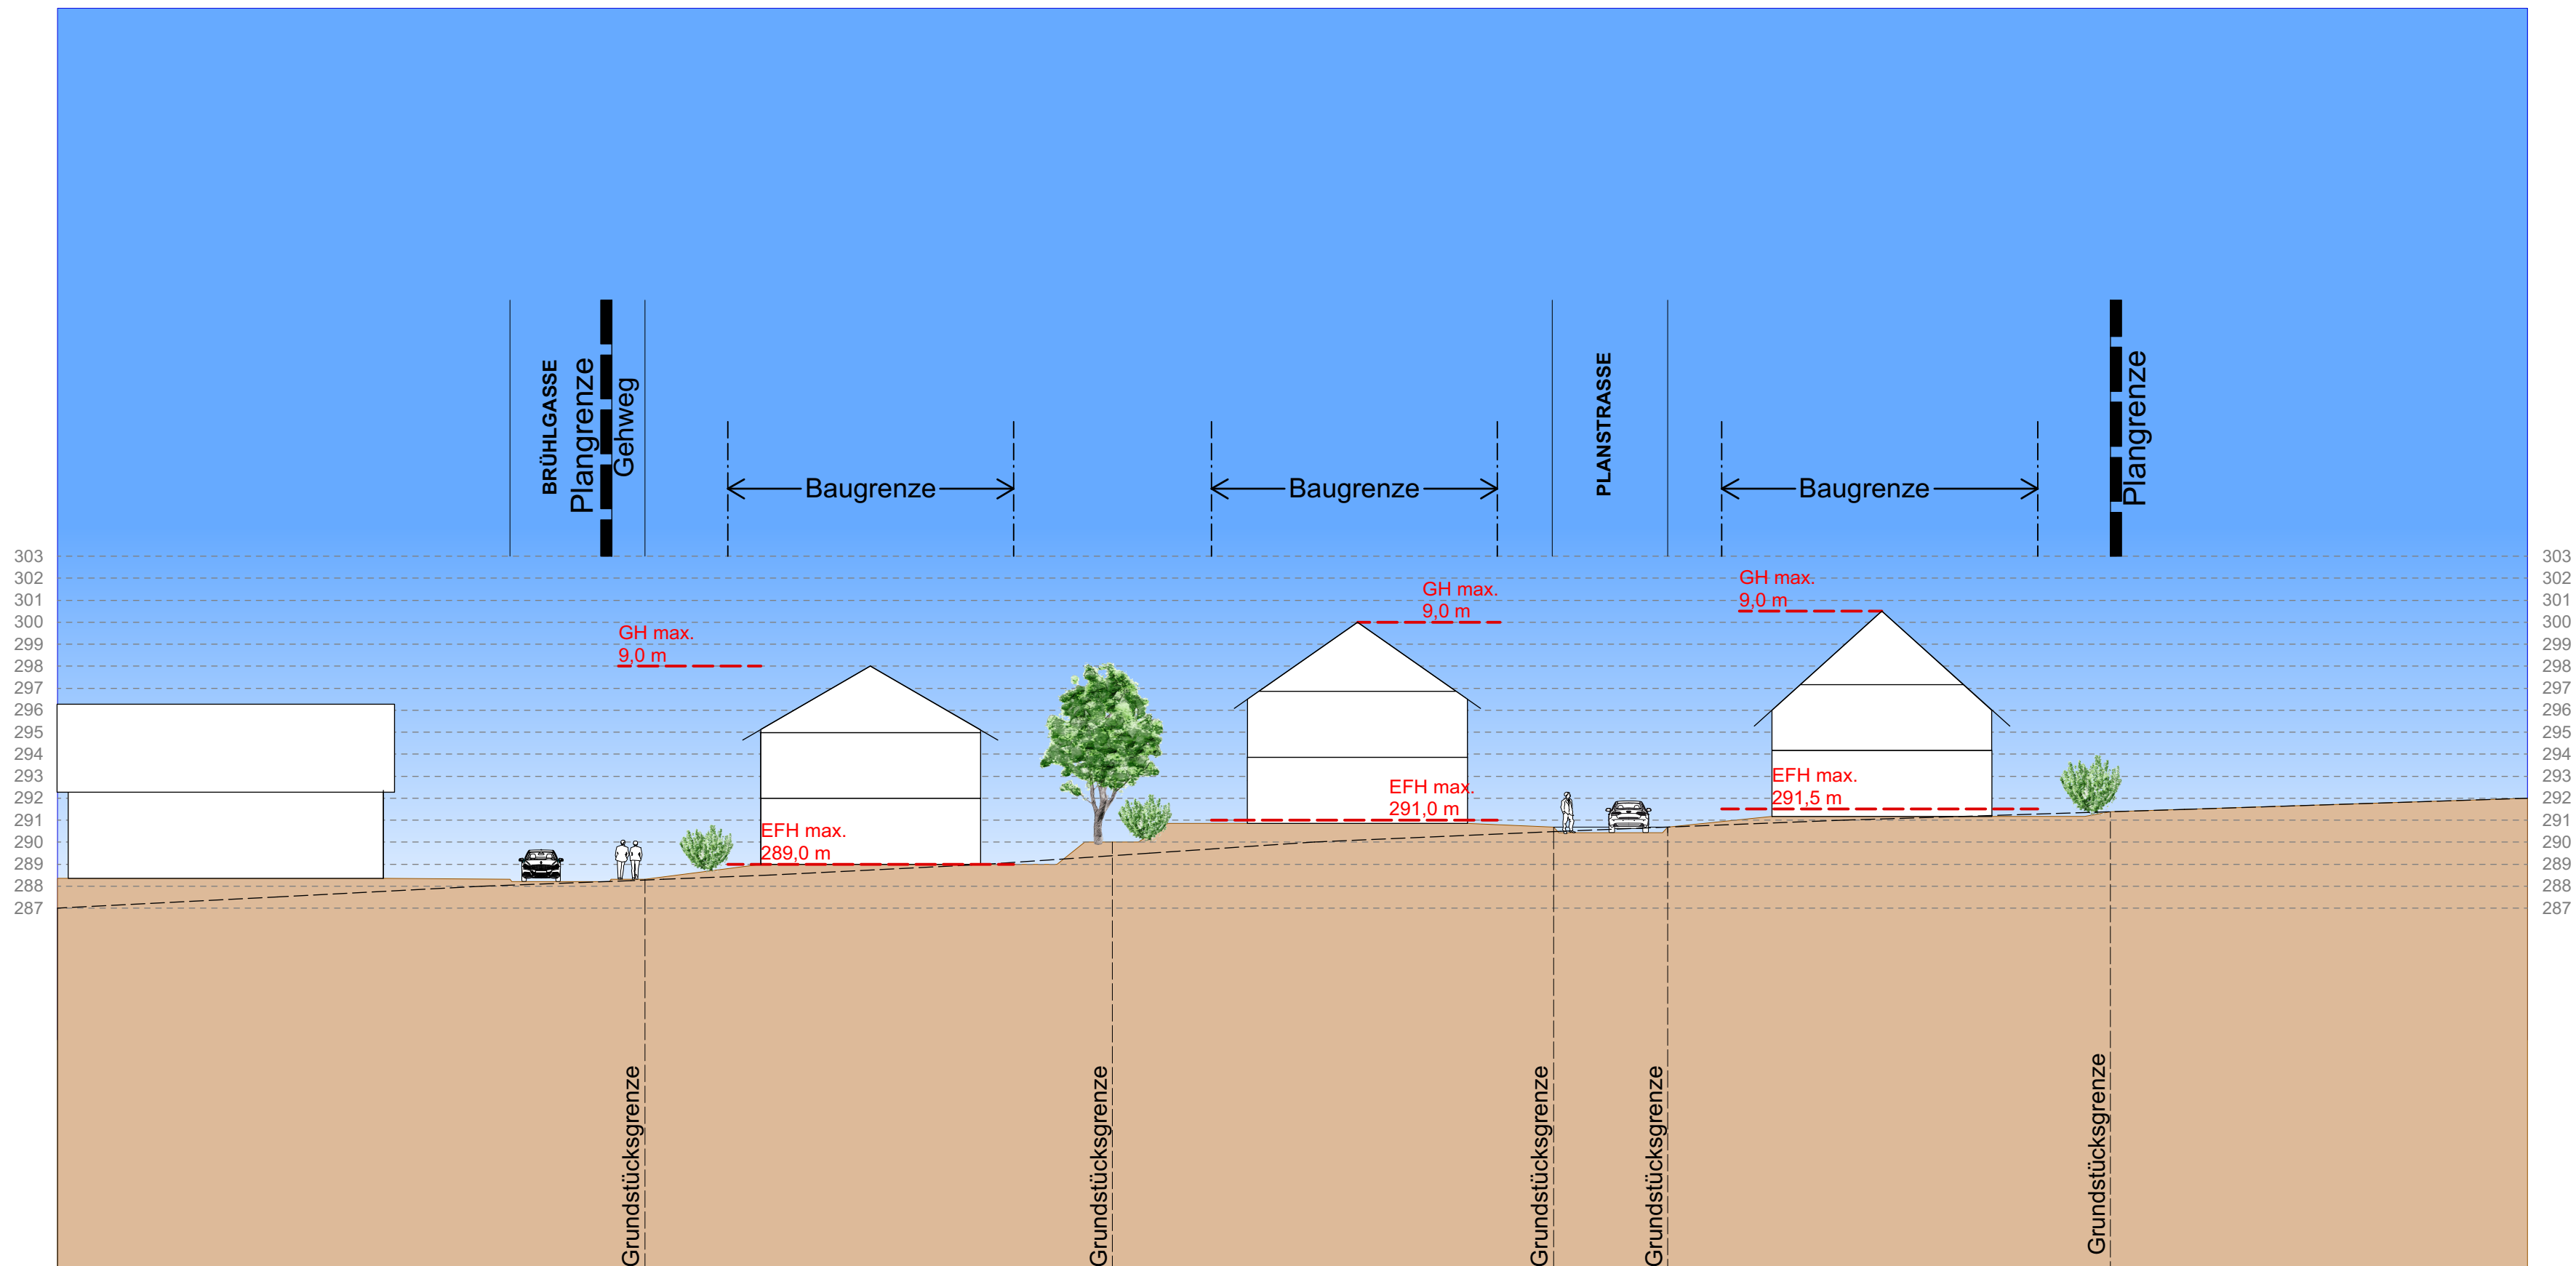 BRÜHLGASSE
Plangrenze
Gehweg
PLANSTRASSE
Plangrenze
Baugrenze
Baugrenze
Baugrenze
303
302
301
300
299
298
297
296
295
294
293
292
291
290
289
288
287
GH max.
9,0 m
EFH max.
289,0 m
GH max.
9,0 m
EFH max.
291,0 m
GH max.
9,0 m
EFH max.
291,5 m
303
302
301
300
299
298
297
296
295
294
293
292
291
290
289
288
287
Grundstücksgrenze
Grundstücksgrenze
Grundstücksgrenze
Grundstücksgrenze
Grundstücksgrenze